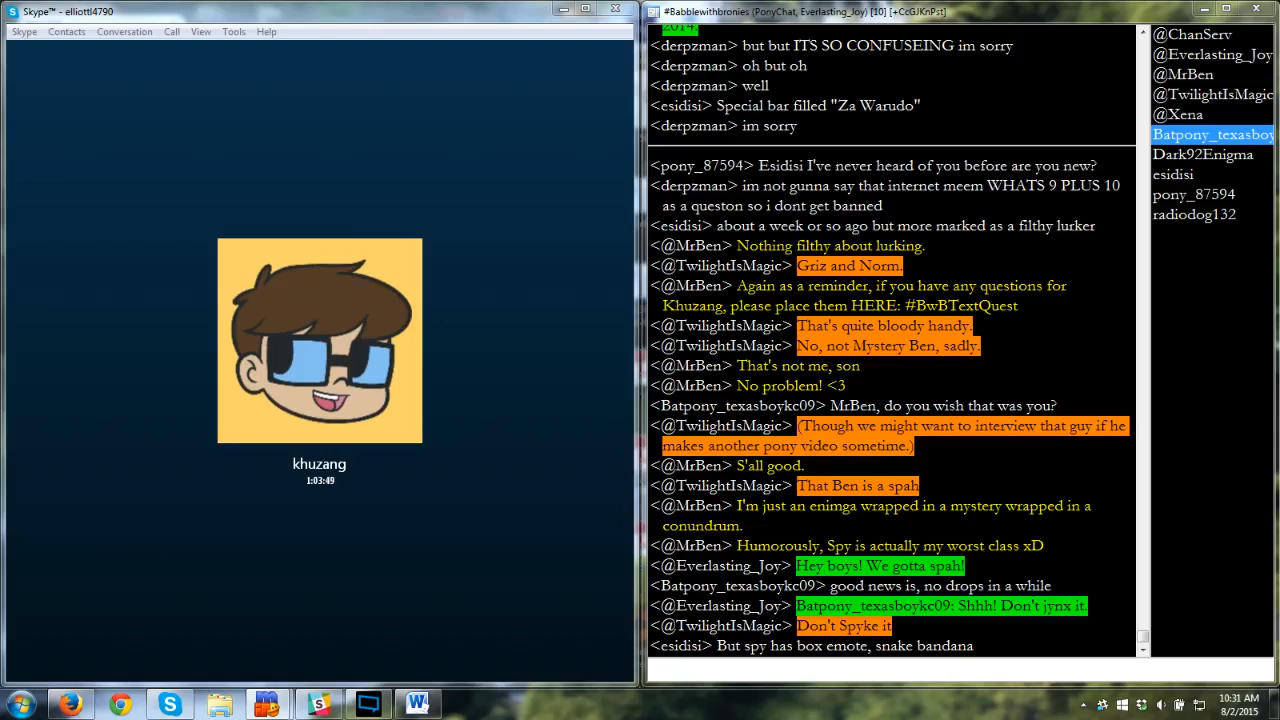 Skype™ - elliottl4790
Skype Contacts Conversation Call View Tools Help
khuzang
1:03:49
#Babblewithbronies (PonyChat, Everlasting_Joy) [10] [+CcGJKnPst]
2014.
<derpzman> but but ITS SO CONFUSEING im sorry
<derpzman> oh but oh
<derpzman> well
<esidisi> Special bar filled "Za Warudo"
<derpzman> im sorry
<pony_87594> Esidisi I've never heard of you before are you new?
<derpzman> im not gunna say that internet meem WHATS 9 PLUS 10
as a queston so i dont get banned
<esidisi> about a week or so ago but more marked as a filthy lurker
<@MrBen> Nothing filthy about lurking.
<@TwilightIsMagic> Griz and Norm.
<@MrBen> Again as a reminder, if you have any questions for
Khuzang, please place them HERE: #BwBTextQuest
<@TwilightIsMagic> That's quite bloody handy.
<@TwilightIsMagic> No, not Mystery Ben, sadly.
<@MrBen> That's not me, son
<@MrBen> No problem! <3
<Batpony_texasboykc09> MrBen, do you wish that was you?
<@TwilightIsMagic> (Though we might want to interview that guy if he
makes another pony video sometime.)
<@MrBen> S'all good.
<@TwilightIsMagic> That Ben is a spah
<@MrBen> I'm just an enimga wrapped in a mystery wrapped in a
conundrum.
<@MrBen> Humorously, Spy is actually my worst class xD
<@Everlasting_Joy> Hey boys! We gotta spah!
<Batpony_texasboykc09> good news is, no drops in a while
<@Everlasting_Joy> Batpony_texasboykc09: Shhh! Don't jynx it.
<@TwilightIsMagic> Don't Spyke it
<esidisi> But spy has box emote, snake bandana
@ChanServ
@Everlasting_Joy
@MrBen
@TwilightIsMagic
@Xena
Batpony_texasboy
Dark92Enigma
esidisi
pony_87594
radiodog132
10:31 AM
8/2/2015